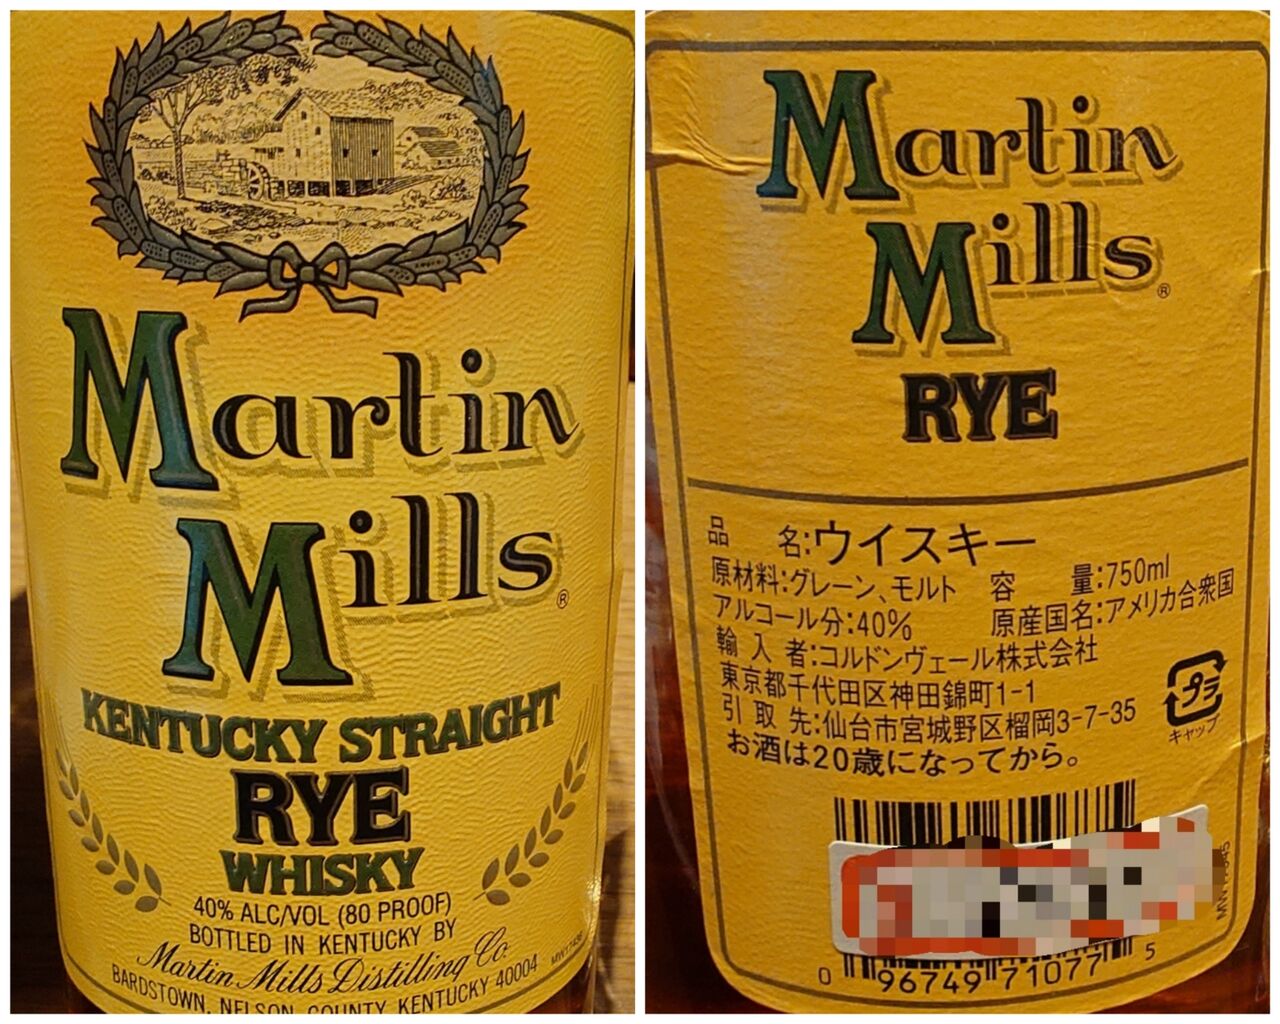 Martin
Mills®
KENTUCKY STRAIGHT
RYE
WHISKY
40% ALC/VOL (80 PROOF)
BOTTLED IN KENTUCKY BY
Martin Mills Distilling Co.
BARDSTOWN, NELSON COUNTY KENTUCKY 40004
Martin
Mills®
RYE
品 名:ウイスキー
原材料:グレーン、モルト 容 量:750ml
アルコール分:40% 原産国名:アメリカ合衆国
輸 入 者:コルドンヴェール株式会社
東京都千代田区神田錦町1-1
引 取 先:仙台市宮城野区榴岡3-7-35
お酒は20歳になってから。
プラ
キャップ
0 96749 71077 5